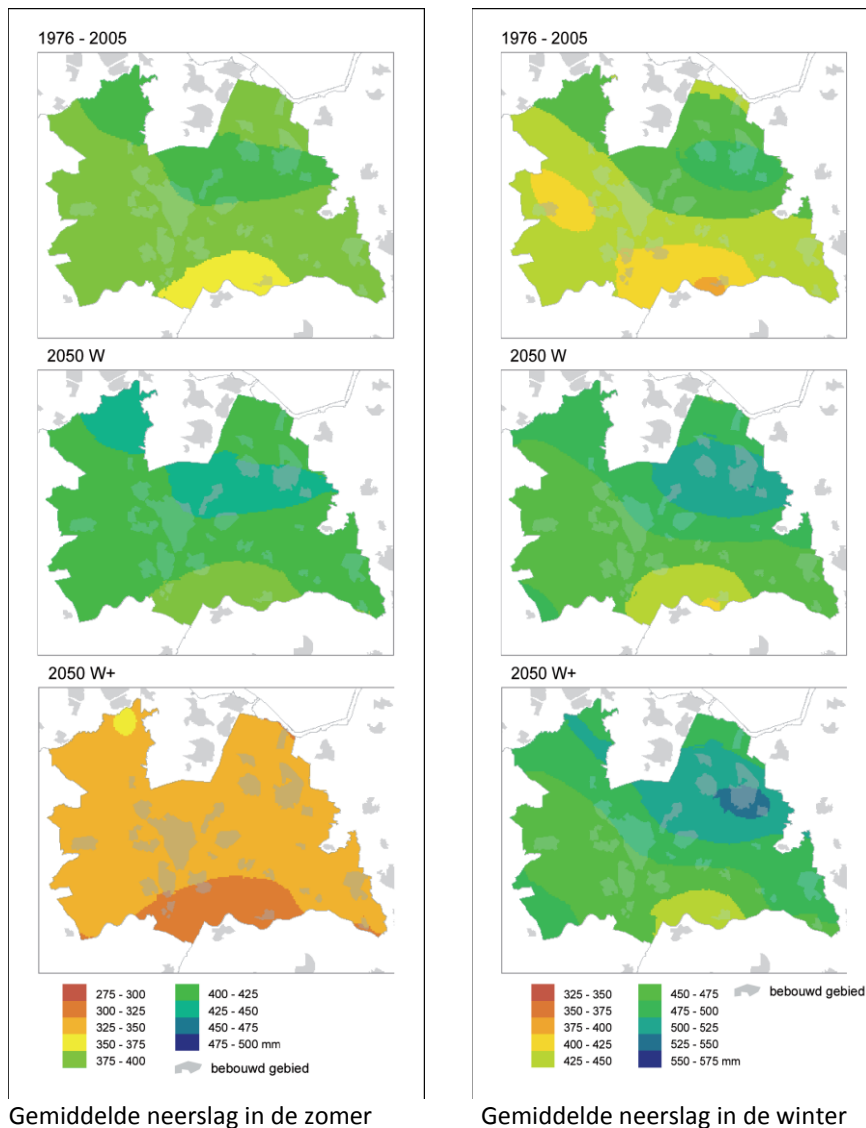 1976 - 2005
2050 W
2050 W+
275 - 300
300 - 325
325 - 350
350 - 375
375 - 400
400 - 425
425 - 450
450 - 475
475 - 500 mm
bebouwd gebied
Gemiddelde neerslag in de zomer
1976 - 2005
2050 W
2050 W+
325 - 350
350 - 375
375 - 400
400 - 425
425 - 450
450 - 475
475 - 500
500 - 525
525 - 550
550 - 575 mm
bebouwd gebied
Gemiddelde neerslag in de winter